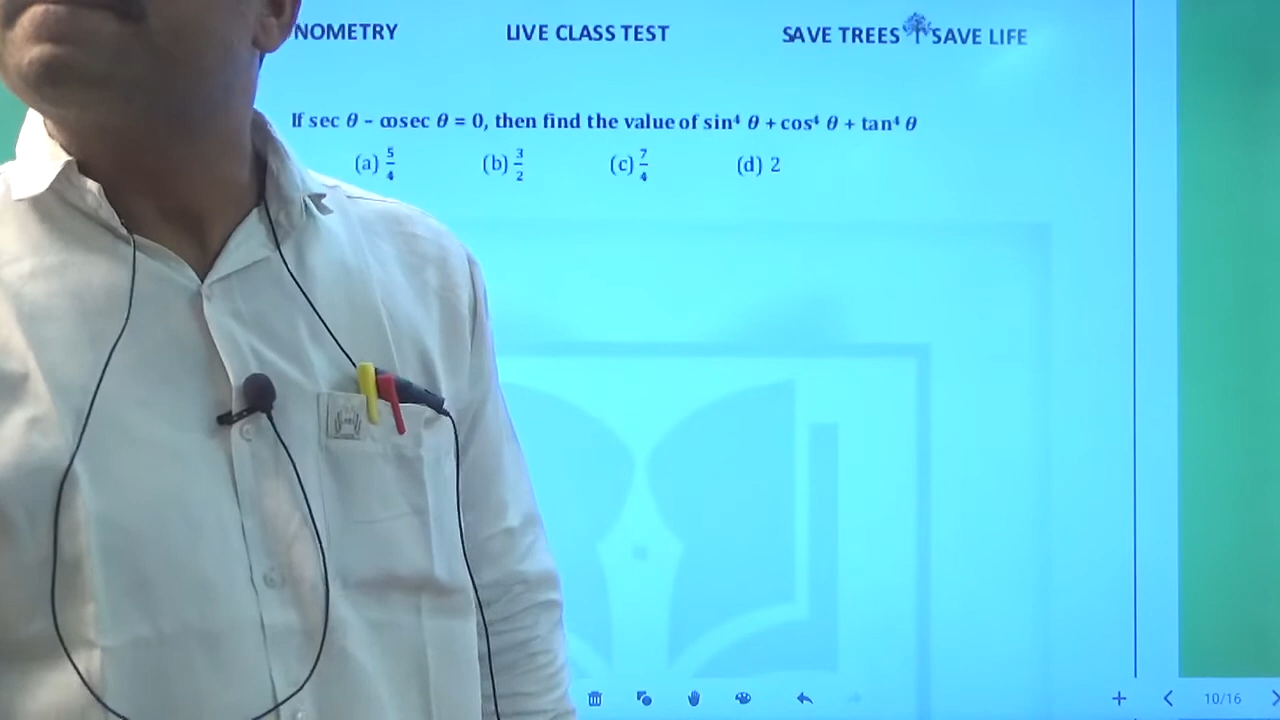 NOMETRY LIVE CLASS TEST SAVE TREES SAVE LIFE
If sec θ – cosec θ = 0, then find the value of sin⁴ θ + cos⁴ θ + tan⁴ θ
(a) 5/4 (b) 3/2 (c) 7/4 (d) 2
10/16